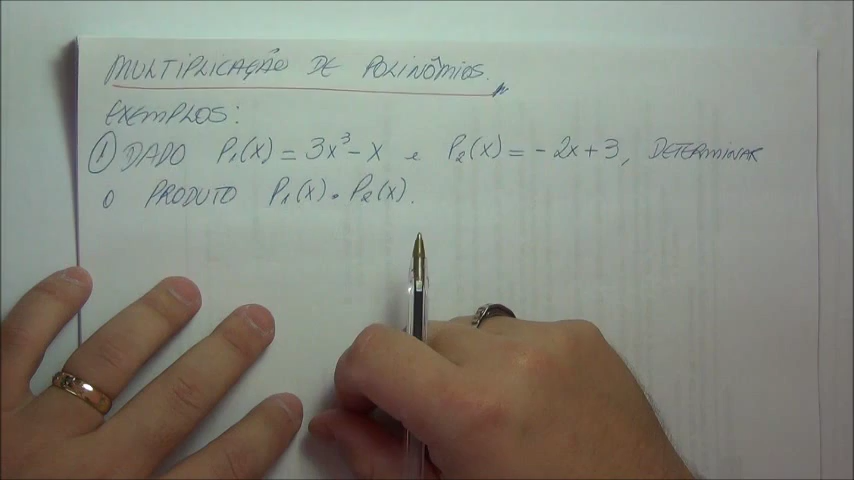 MULTIPLICAÇÃO DE POLINÔMIOS.
EXEMPLOS:
① DADO P₁(X) = 3x³ - x e P₂(X) = - 2x + 3, DETERMINAR
O PRODUTO P₁(X) • P₂(X).